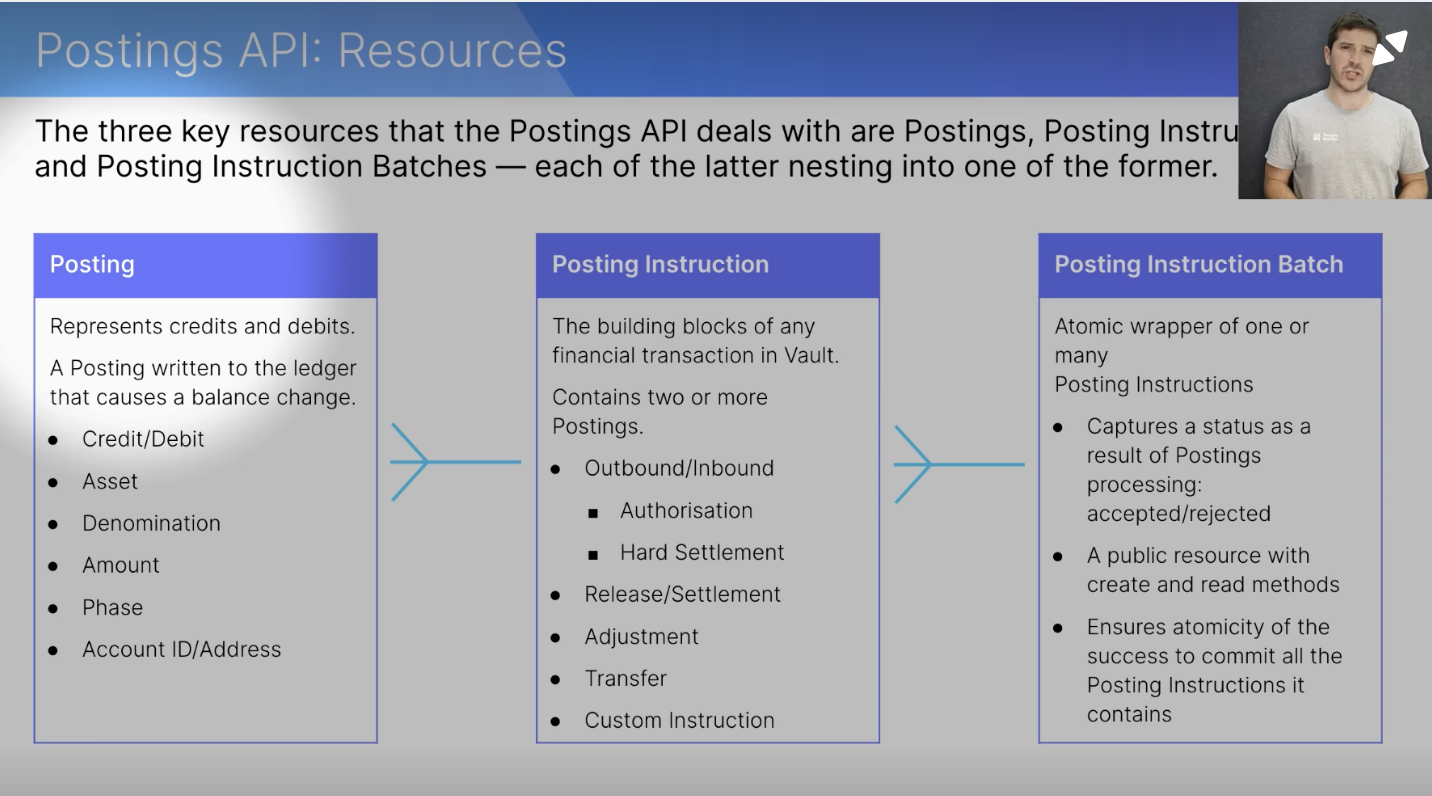 Postings API: Resources
The three key resources that the Postings API deals with are Postings, Posting Instru
and Posting Instruction Batches — each of the latter nesting into one of the former.
Posting
Represents credits and debits.
A Posting written to the ledger
that causes a balance change.
● Credit/Debit
● Asset
● Denomination
● Amount
● Phase
● Account ID/Address
Posting Instruction
The building blocks of any
financial transaction in Vault.
Contains two or more
Postings.
● Outbound/Inbound
■ Authorisation
■ Hard Settlement
● Release/Settlement
● Adjustment
● Transfer
● Custom Instruction
Posting Instruction Batch
Atomic wrapper of one or
many
Posting Instructions
● Captures a status as a
result of Postings
processing:
accepted/rejected
● A public resource with
create and read methods
● Ensures atomicity of the
success to commit all the
Posting Instructions it
contains